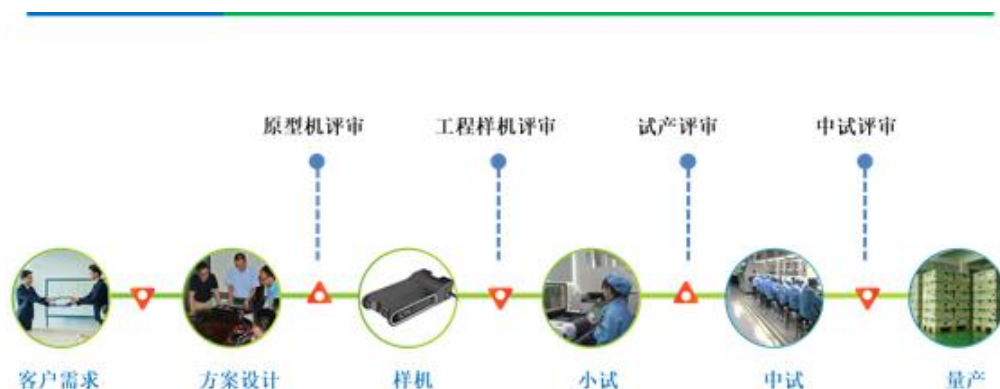 原型机评审
工程样机评审
试产评审
中试评审
客户需求
方案设计
样机
小试
中试
量产